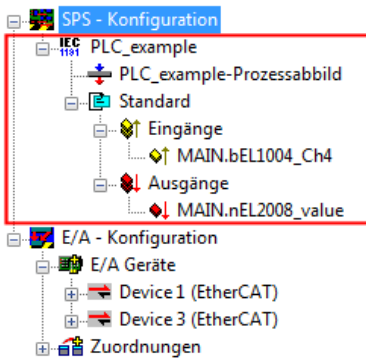 SPS - Konfiguration
IEC 1131 PLC_example
PLC_example-Prozessabbild
Standard
Eingänge
MAIN.bEL1004_Ch4
Ausgänge
MAIN.nEL2008_value
E/A - Konfiguration
E/A Geräte
Device 1 (EtherCAT)
Device 3 (EtherCAT)
Zuordnungen